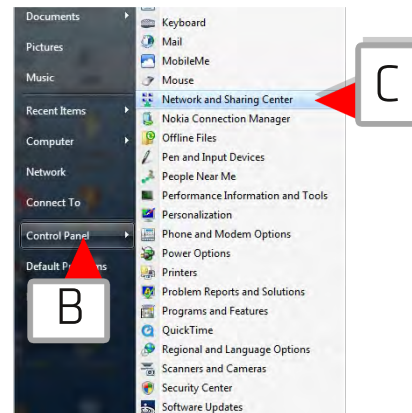 Documents
Pictures
Music
Recent Items
Computer
Network
Connect To
Control Panel
Default
B
Keyboard
Mail
MobileMe
Mouse
Network and Sharing Center
Nokia Connection Manager
Offline Files
Pen and Input Devices
People Near Me
Performance Information and Tools
Personalization
Phone and Modem Options
Power Options
Printers
Problem Reports and Solutions
Programs and Features
QuickTime
Regional and Language Options
Scanners and Cameras
Security Center
Software Updates
C